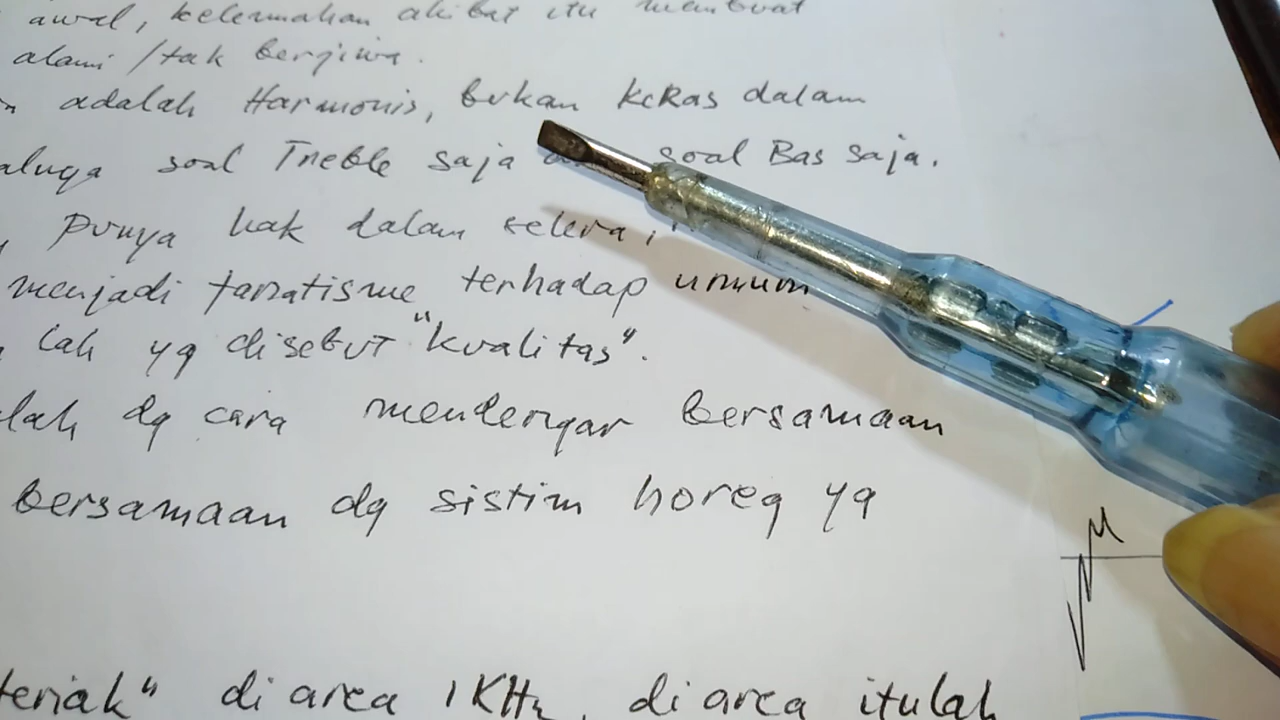 awal, kelemahan akibat itu membuat
alami / tak berjiwa.
adalah Harmonis, bukan keRas dalam
soal Treble saja soal Bas saja.
punya hak dalam selera,
menjadi fanatisme terhadap umum
lah yg disebut "kualitas".
dg cara mendengar bersamaan
bersamaan dg sistim horeg yg
teriak" di area 1 KHz, di area itulah